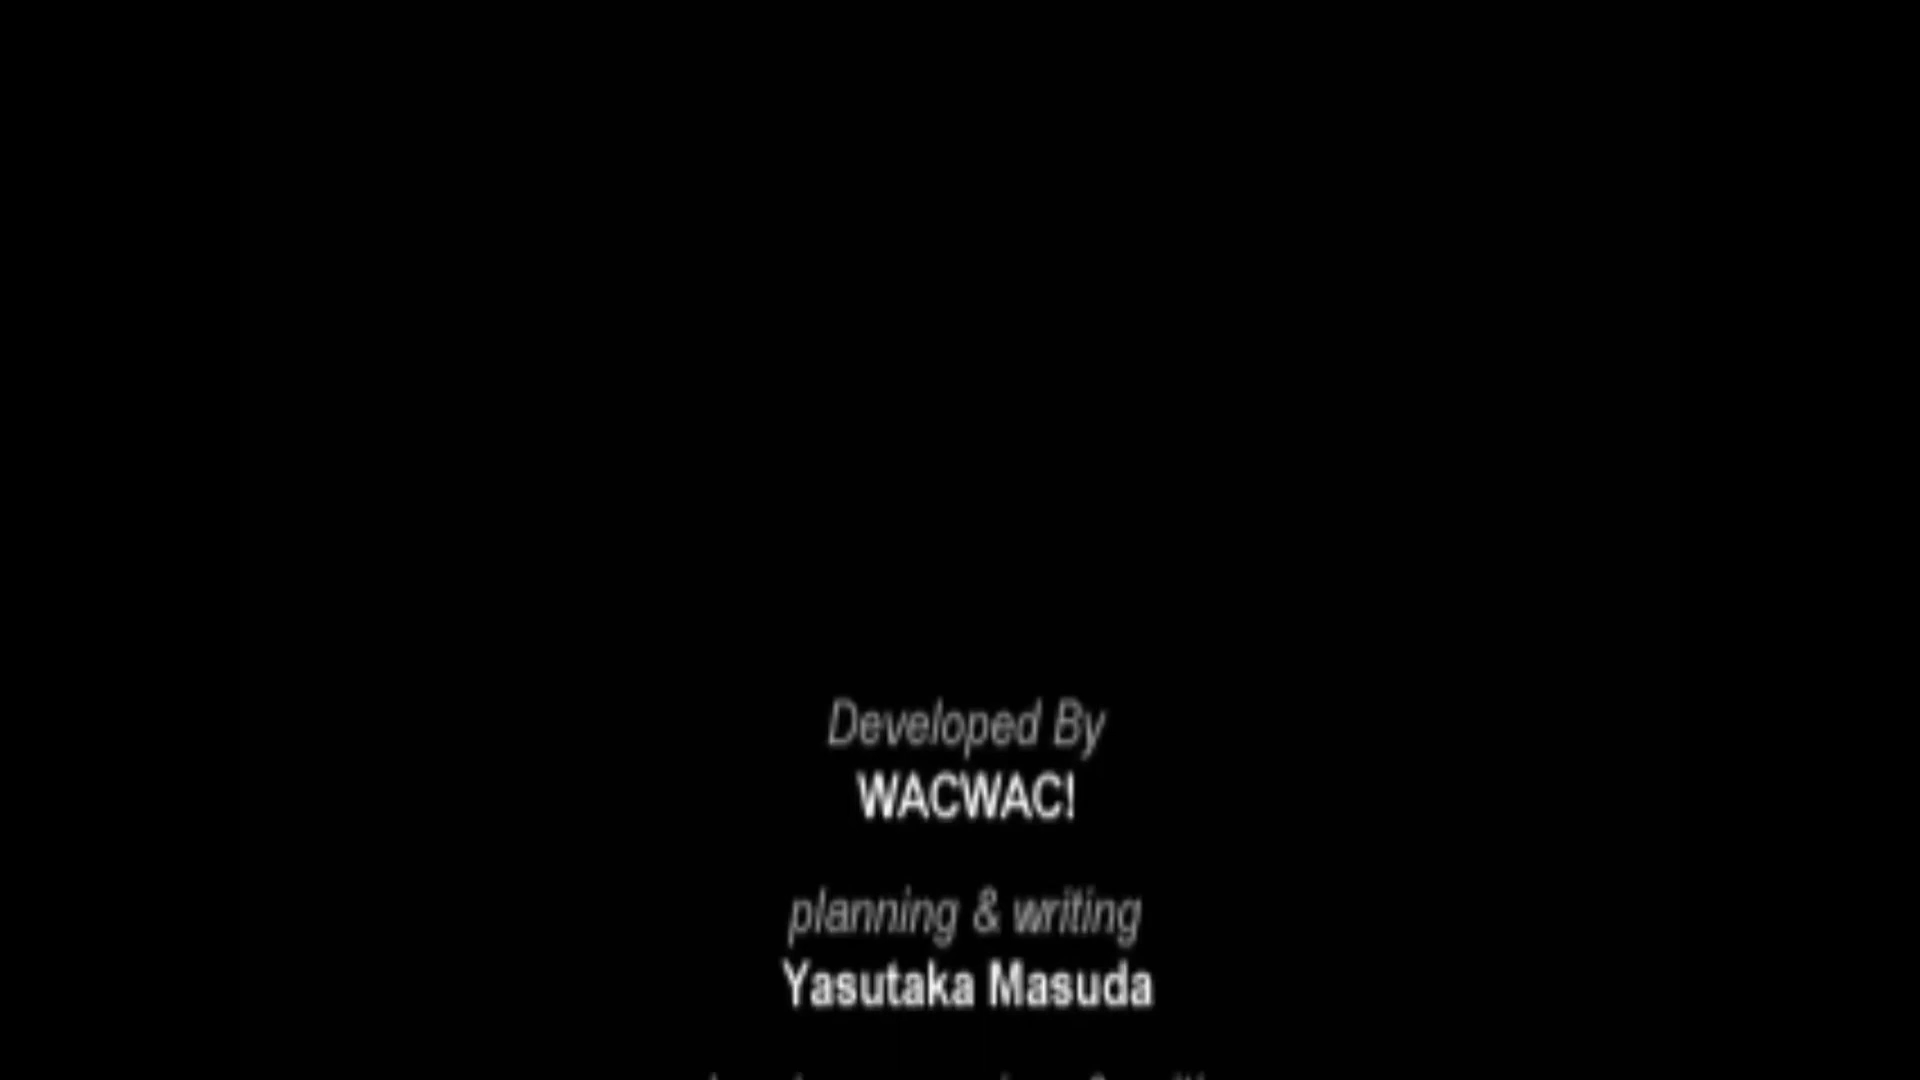 Developed By
WACWAC!
planning & writing
Yasutaka Masuda